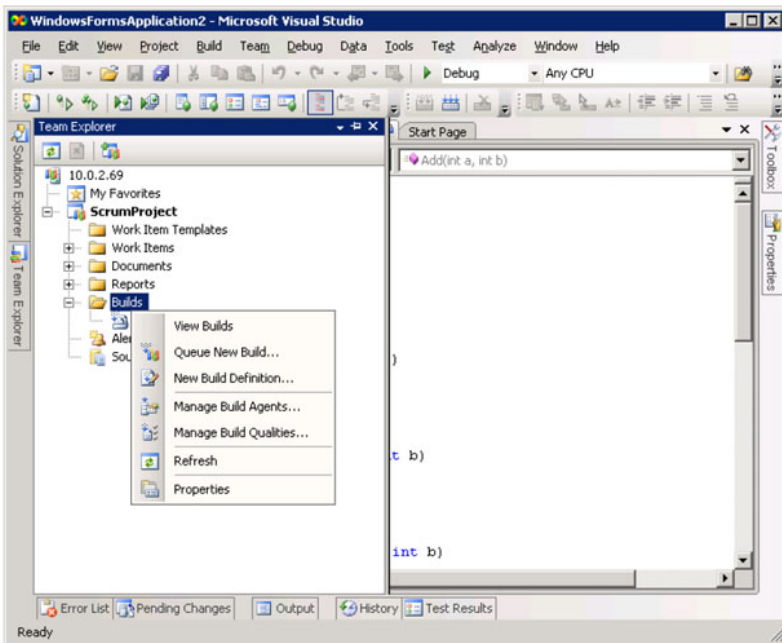 WindowsFormsApplication2 - Microsoft Visual Studio
File Edit View Project Build Team Debug Data Tools Test Analyze Window Help
Debug Any CPU
Team Explorer
Start Page
Add(int a, int b)
10.0.2.69
My Favorites
ScrumProject
Work Item Templates
Work Items
Documents
Reports
Builds
View Builds
Queue New Build...
New Build Definition...
Manage Build Agents...
Manage Build Qualities...
Refresh
Properties
Aler
Sou
)
t b)
int b)
Solution Explorer
Team Explorer
Toolbox
Properties
Error List Pending Changes Output History Test Results
Ready